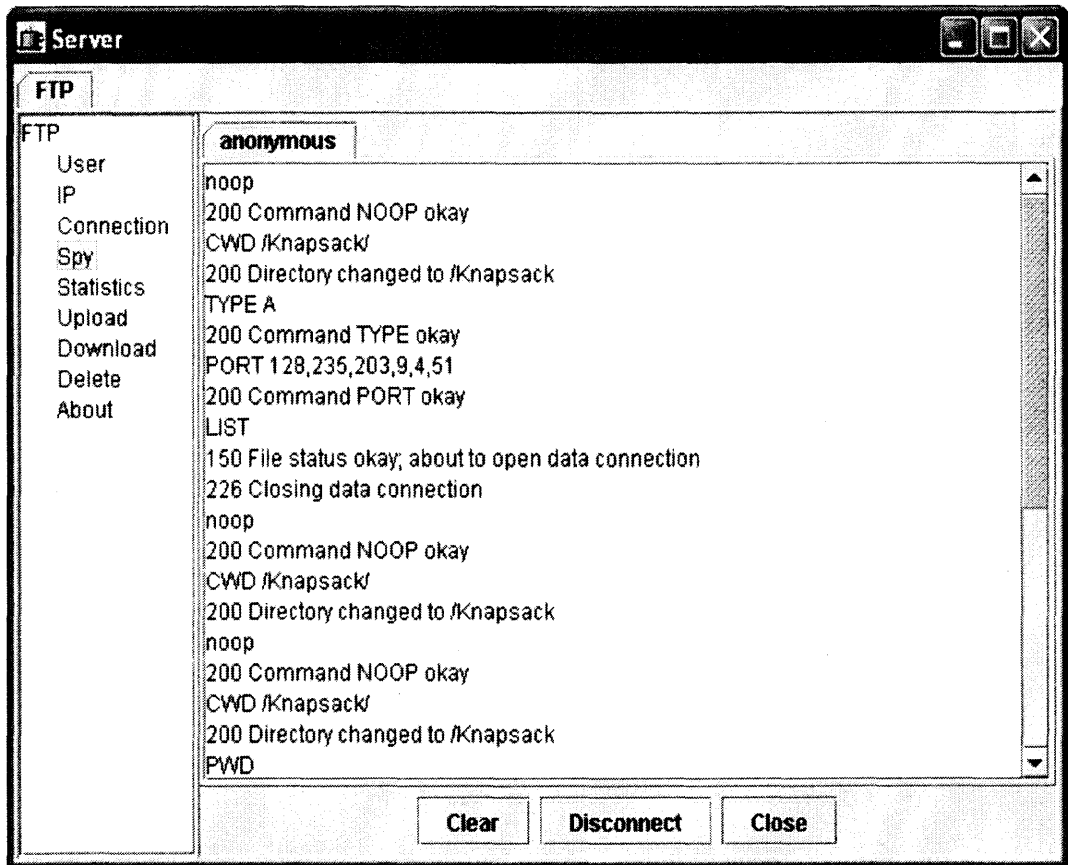 Server
FTP
FTP
User
IP
Connection
Spy
Statistics
Upload
Download
Delete
About
anonymous
noop
200 Command NOOP okay
CWD /Knapsack/
200 Directory changed to /Knapsack
TYPE A
200 Command TYPE okay
PORT 128,235,203,9,4,51
200 Command PORT okay
LIST
150 File status okay; about to open data connection
226 Closing data connection
noop
200 Command NOOP okay
CWD /Knapsack/
200 Directory changed to /Knapsack
noop
200 Command NOOP okay
CWD /Knapsack/
200 Directory changed to /Knapsack
PWD
Clear Disconnect Close